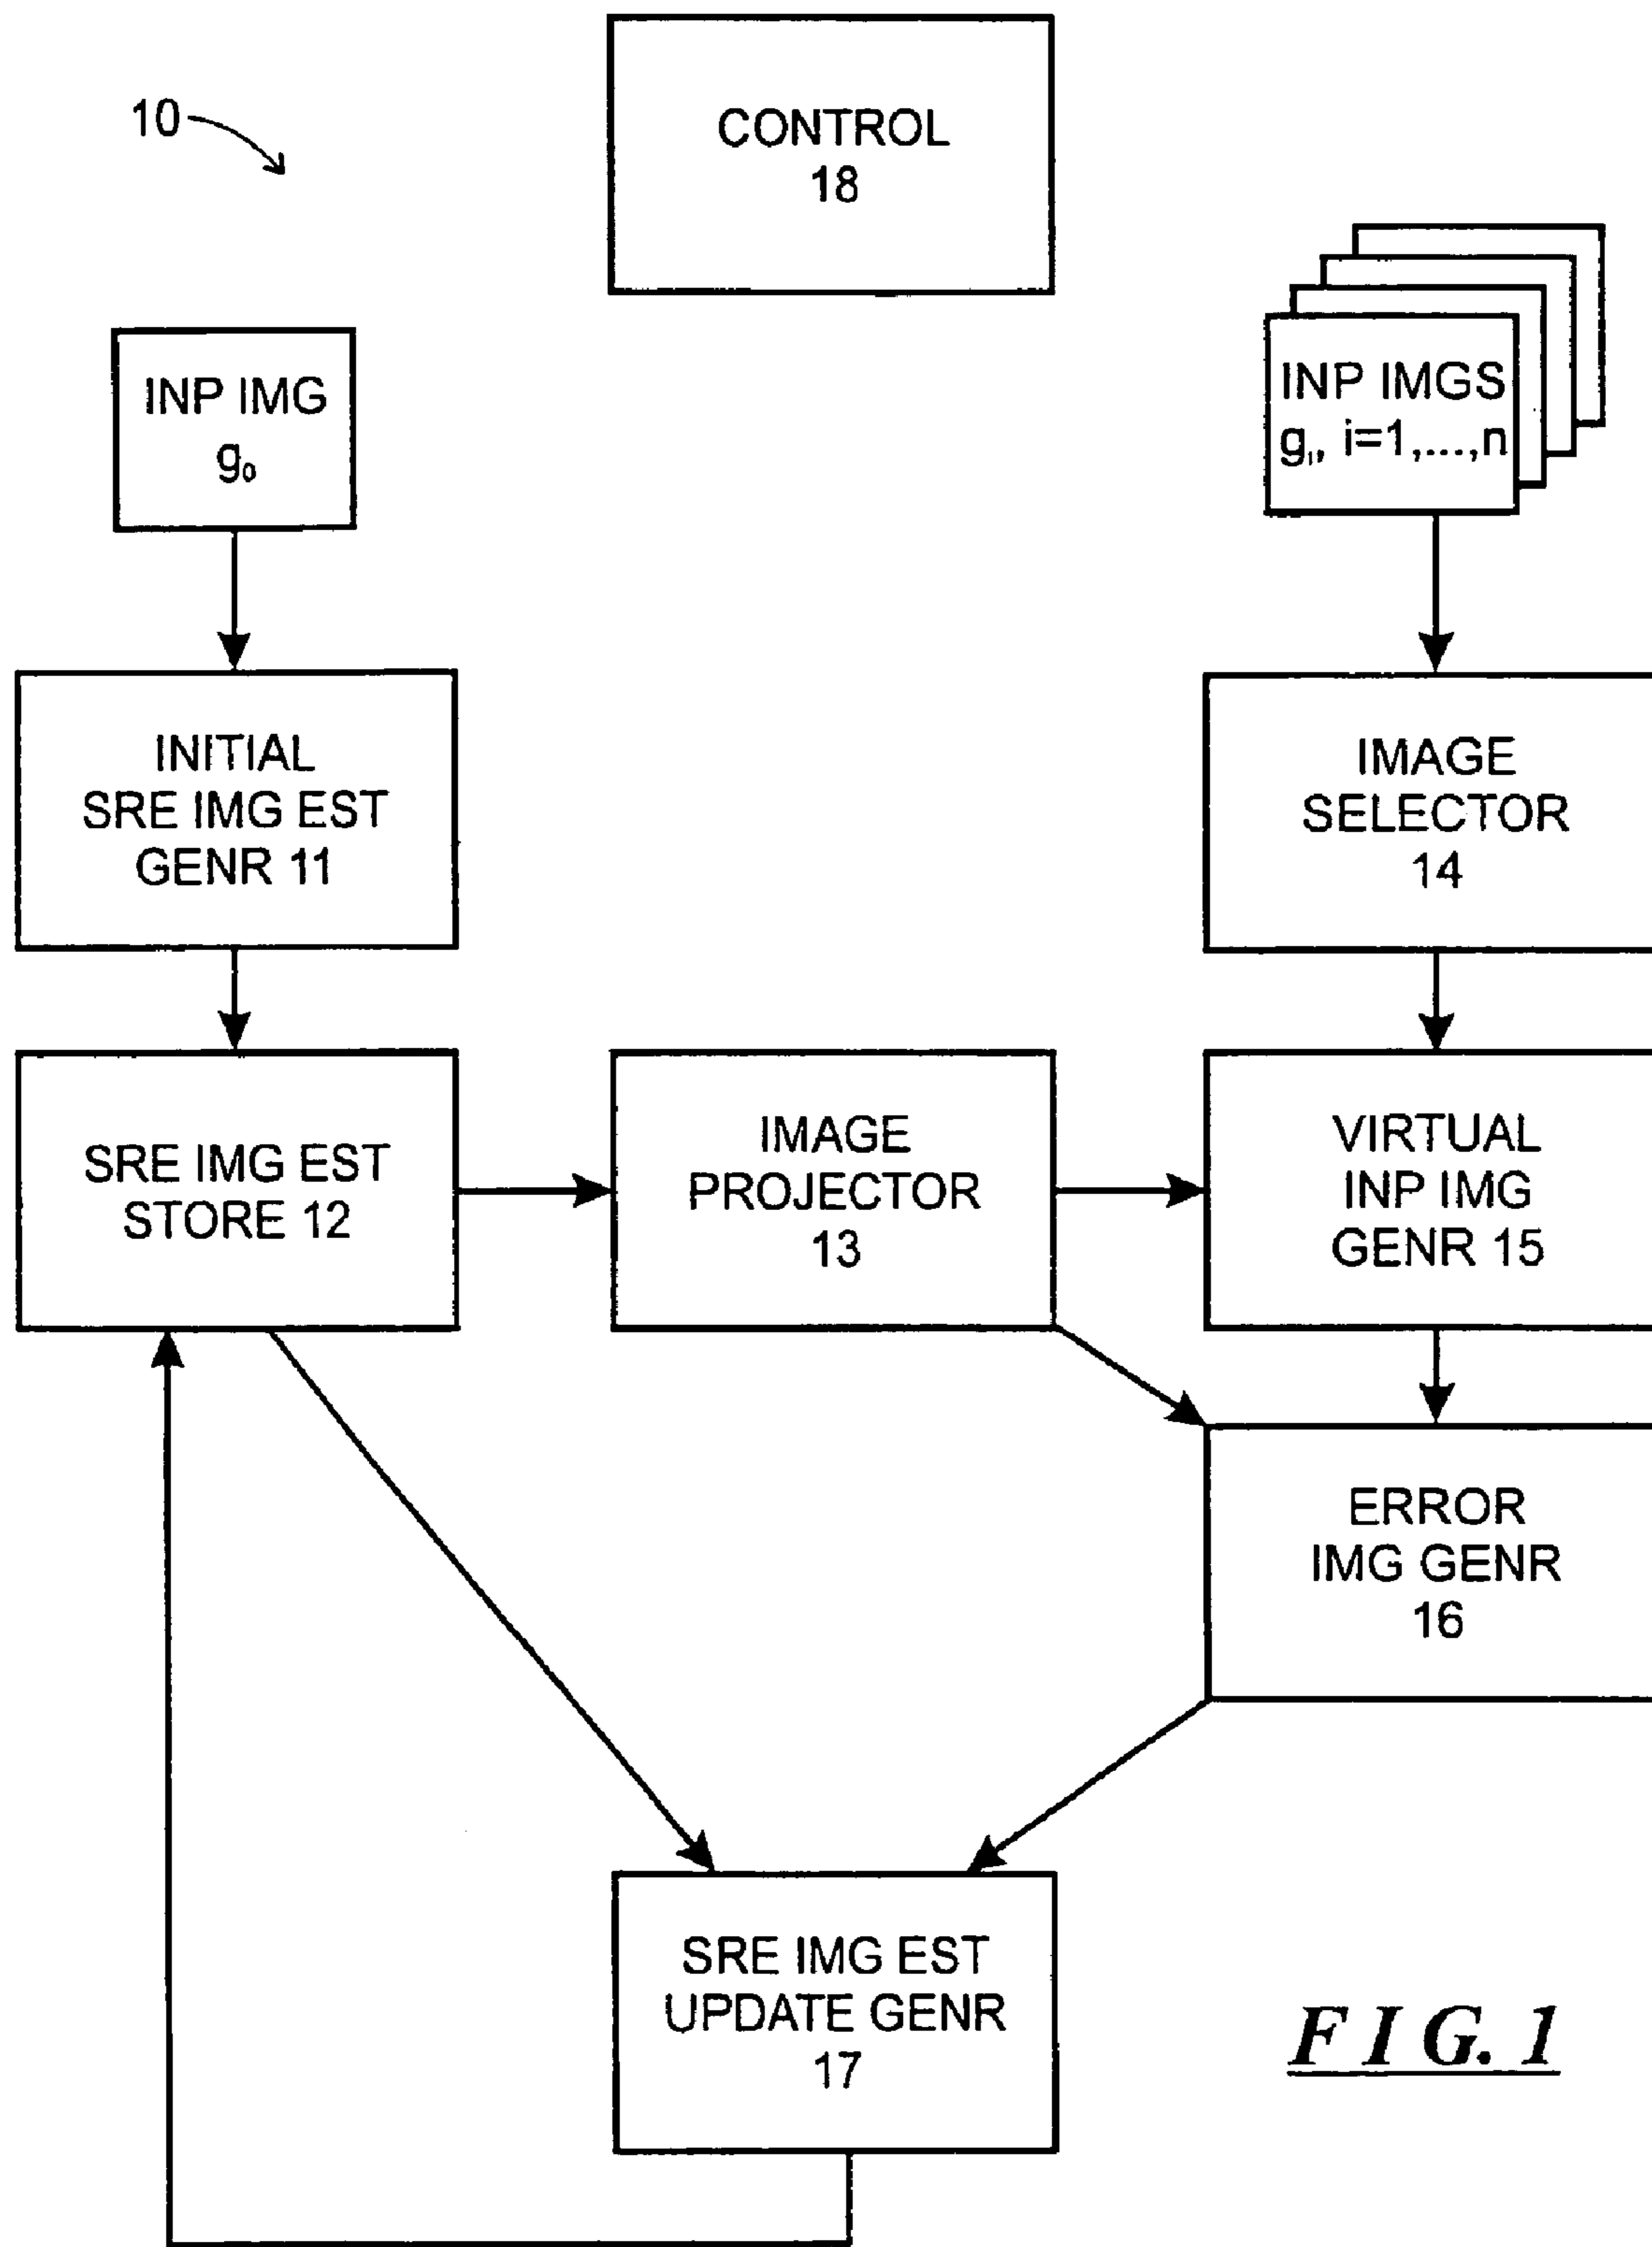 10
CONTROL
18
INP IMG
g₀
INP IMGS
gᵢ, i=1,...,n
INITIAL
SRE IMG EST
GENR 11
IMAGE
SELECTOR
14
SRE IMG EST
STORE 12
IMAGE
PROJECTOR
13
VIRTUAL
INP IMG
GENR 15
ERROR
IMG GENR
16
SRE IMG EST
UPDATE GENR
17
FIG. 1